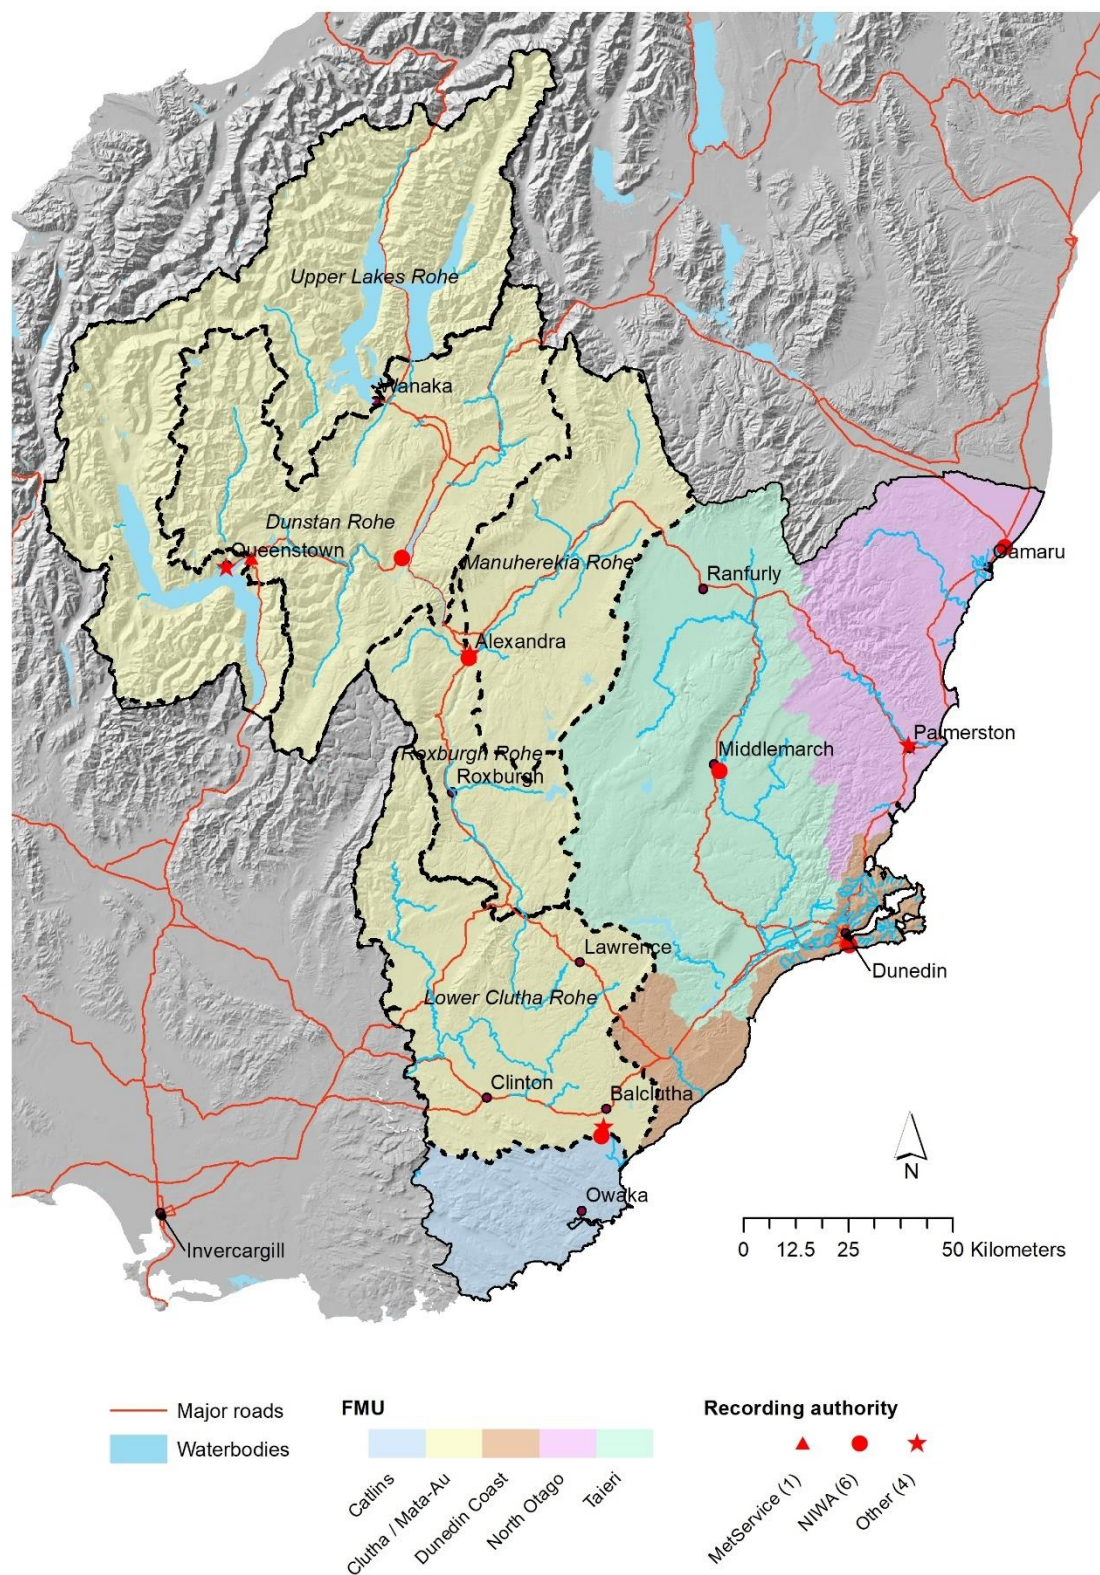 Upper Lakes Rohe
Wanaka
Dunstan Rohe
Queenstown
Manuherekia Rohe
Oamaru
Ranfurly
Alexandra
Palmerston
Middlemarch
Roxburgh Rohe
Roxburgh
Lawrence
Dunedin
Lower Clutha Rohe
Clinton
Balclutha
N
Owaka
Invercargill
0 12.5 25 50 Kilometers
Major roads
Waterbodies
FMU
Catlins
Clutha / Mata-Au
Dunedin Coast
North Otago
Taieri
Recording authority
MetService (1)
NIWA (6)
Other (4)